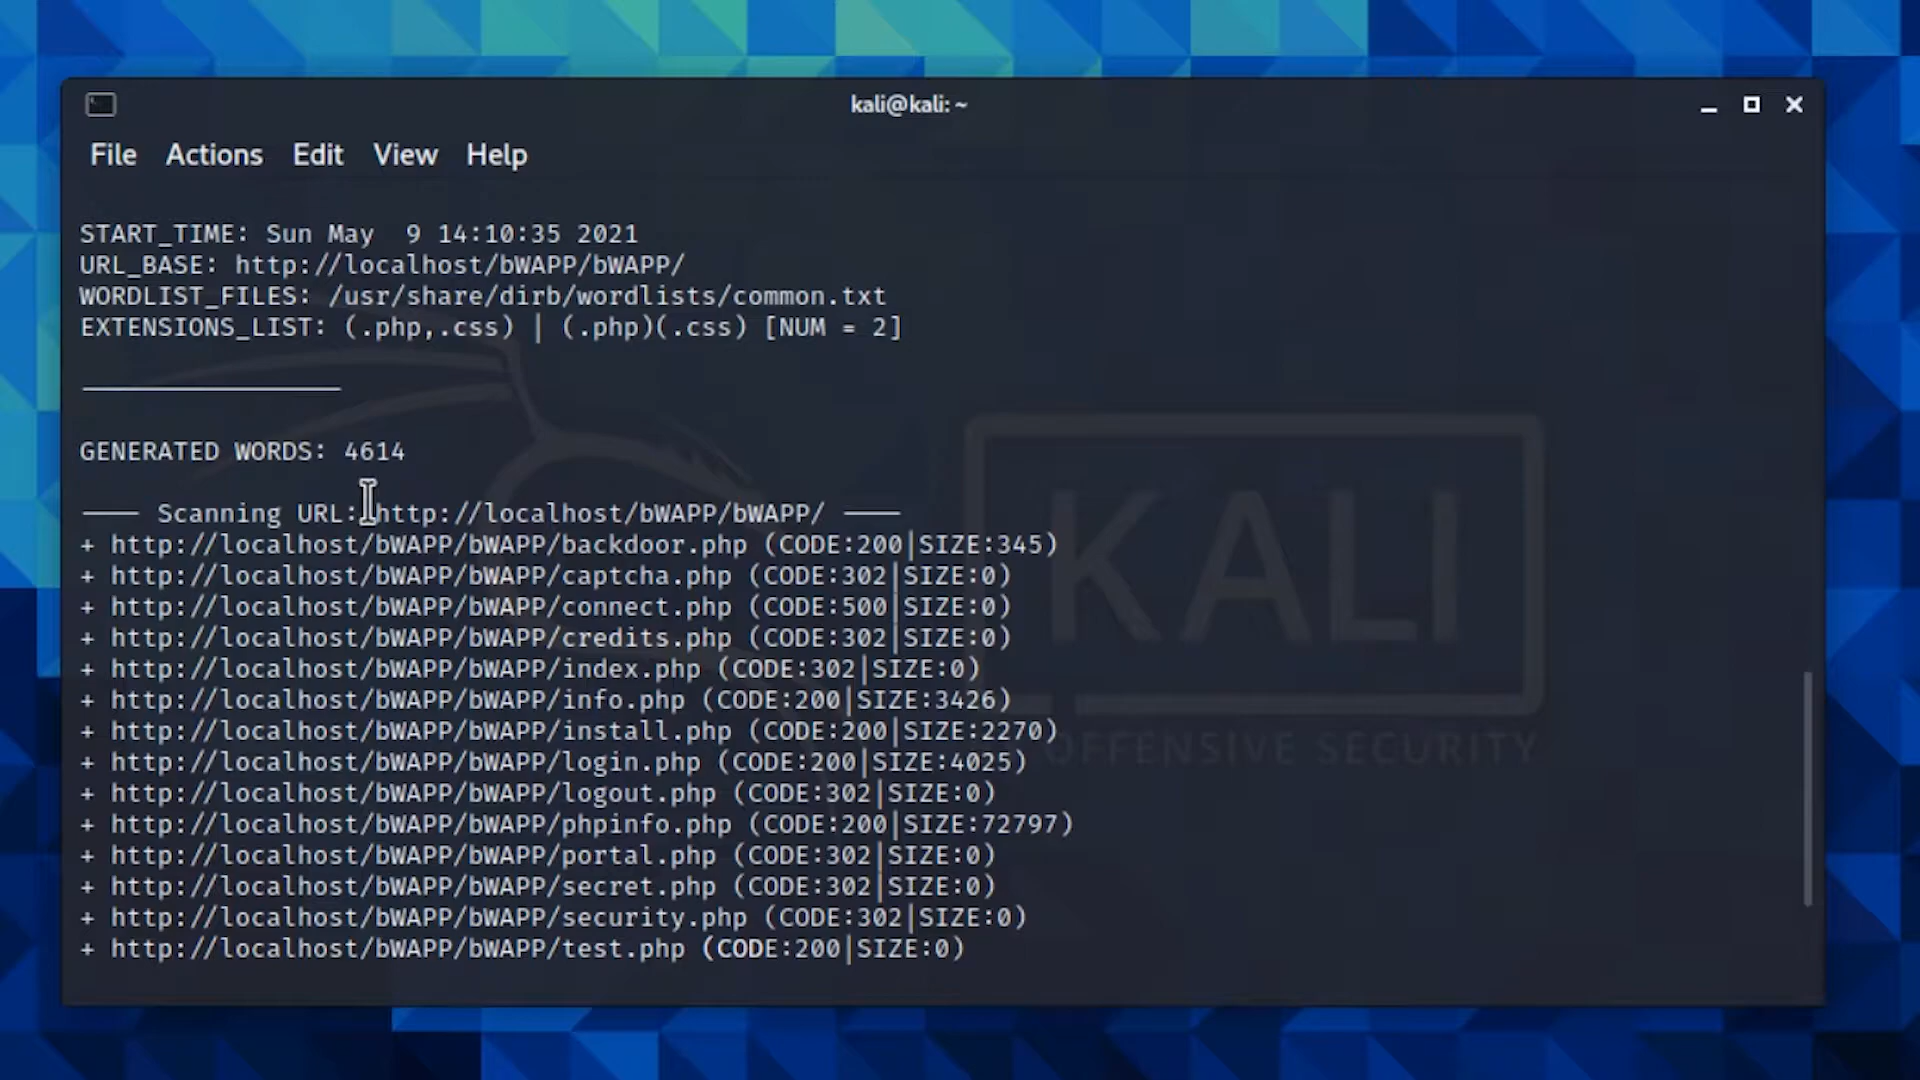 kali@kali: ~
File Actions Edit View Help
START_TIME: Sun May  9 14:10:35 2021
URL_BASE: http://localhost/bWAPP/bWAPP/
WORDLIST_FILES: /usr/share/dirb/wordlists/common.txt
EXTENSIONS_LIST: (.php,.css) | (.php)(.css) [NUM = 2]
GENERATED WORDS: 4614
—— Scanning URL: http://localhost/bWAPP/bWAPP/ ——
+ http://localhost/bWAPP/bWAPP/backdoor.php (CODE:200|SIZE:345)
+ http://localhost/bWAPP/bWAPP/captcha.php (CODE:302|SIZE:0)
+ http://localhost/bWAPP/bWAPP/connect.php (CODE:500|SIZE:0)
+ http://localhost/bWAPP/bWAPP/credits.php (CODE:302|SIZE:0)
+ http://localhost/bWAPP/bWAPP/index.php (CODE:302|SIZE:0)
+ http://localhost/bWAPP/bWAPP/info.php (CODE:200|SIZE:3426)
+ http://localhost/bWAPP/bWAPP/install.php (CODE:200|SIZE:2270)
+ http://localhost/bWAPP/bWAPP/login.php (CODE:200|SIZE:4025)
+ http://localhost/bWAPP/bWAPP/logout.php (CODE:302|SIZE:0)
+ http://localhost/bWAPP/bWAPP/phpinfo.php (CODE:200|SIZE:72797)
+ http://localhost/bWAPP/bWAPP/portal.php (CODE:302|SIZE:0)
+ http://localhost/bWAPP/bWAPP/secret.php (CODE:302|SIZE:0)
+ http://localhost/bWAPP/bWAPP/security.php (CODE:302|SIZE:0)
+ http://localhost/bWAPP/bWAPP/test.php (CODE:200|SIZE:0)
KALI
OFFENSIVE SECURITY